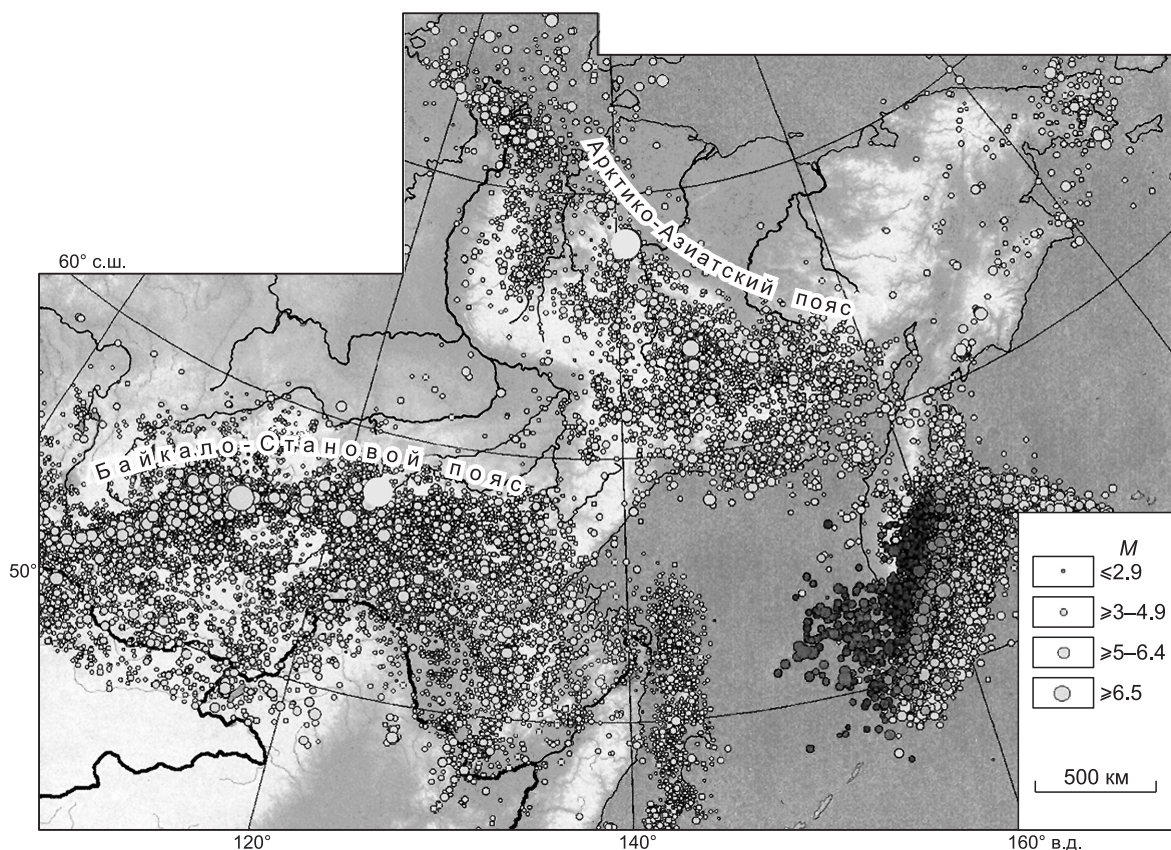 Арктико-Азиатский пояс
60° с.ш.
Байкало-Становой пояс
50°
M
⩽2.9
⩾3–4.9
⩾5–6.4
⩾6.5
500 км
120°
140°
160° в.д.